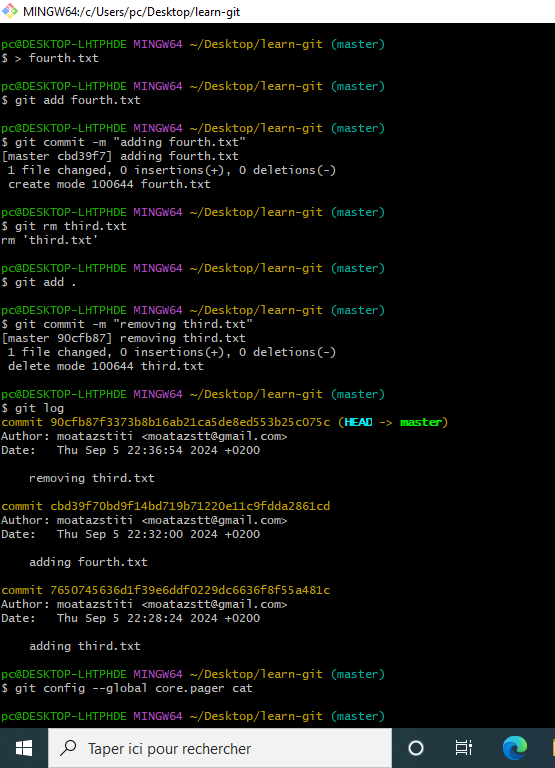 MINGW64:/c/Users/pc/Desktop/learn-git
pc@DESKTOP-LHTPHDE MINGW64 ~/Desktop/learn-git (master)
$ > fourth.txt
pc@DESKTOP-LHTPHDE MINGW64 ~/Desktop/learn-git (master)
$ git add fourth.txt
pc@DESKTOP-LHTPHDE MINGW64 ~/Desktop/learn-git (master)
$ git commit -m "adding fourth.txt"
[master cbd39f7] adding fourth.txt
 1 file changed, 0 insertions(+), 0 deletions(-)
 create mode 100644 fourth.txt
pc@DESKTOP-LHTPHDE MINGW64 ~/Desktop/learn-git (master)
$ git rm third.txt
rm 'third.txt'
pc@DESKTOP-LHTPHDE MINGW64 ~/Desktop/learn-git (master)
$ git add .
pc@DESKTOP-LHTPHDE MINGW64 ~/Desktop/learn-git (master)
$ git commit -m "removing third.txt"
[master 90cfb87] removing third.txt
 1 file changed, 0 insertions(+), 0 deletions(-)
 delete mode 100644 third.txt
pc@DESKTOP-LHTPHDE MINGW64 ~/Desktop/learn-git (master)
$ git log
commit 90cfb87f3373b8b16ab21ca5de8ed553b25c075c (HEAD -> master)
Author: moatazstiti <moatazstt@gmail.com>
Date:   Thu Sep 5 22:36:54 2024 +0200
    removing third.txt
commit cbd39f70bd9f14bd719b71220e11c9fdda2861cd
Author: moatazstiti <moatazstt@gmail.com>
Date:   Thu Sep 5 22:32:00 2024 +0200
    adding fourth.txt
commit 7650745636d1f39e6ddf0229dc6636f8f55a481c
Author: moatazstiti <moatazstt@gmail.com>
Date:   Thu Sep 5 22:28:24 2024 +0200
    adding third.txt
pc@DESKTOP-LHTPHDE MINGW64 ~/Desktop/learn-git (master)
$ git config --global core.pager cat
pc@DESKTOP-LHTPHDE MINGW64 ~/Desktop/learn-git (master)
Taper ici pour rechercher